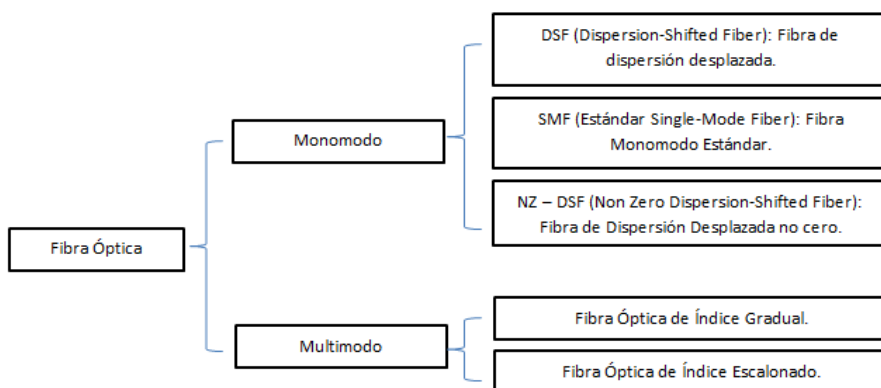 DSF (Dispersion-Shifted Fiber): Fibra de
dispersión desplazada.
SMF (Estándar Single-Mode Fiber): Fibra
Monomodo Estándar.
Monomodo
NZ – DSF (Non Zero Dispersion-Shifted Fiber):
Fibra de Dispersión Desplazada no cero.
Fibra Óptica
Fibra Óptica de Índice Gradual.
Multimodo
Fibra Óptica de Índice Escalonado.